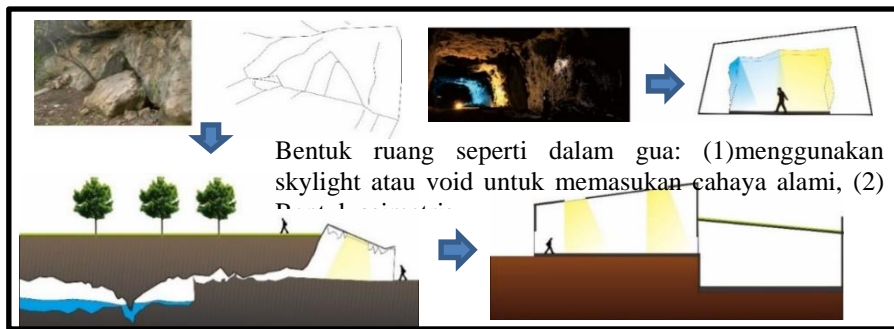 Bentuk ruang seperti dalam gua: (1)menggunakan
skylight atau void untuk memasukan cahaya alami, (2)